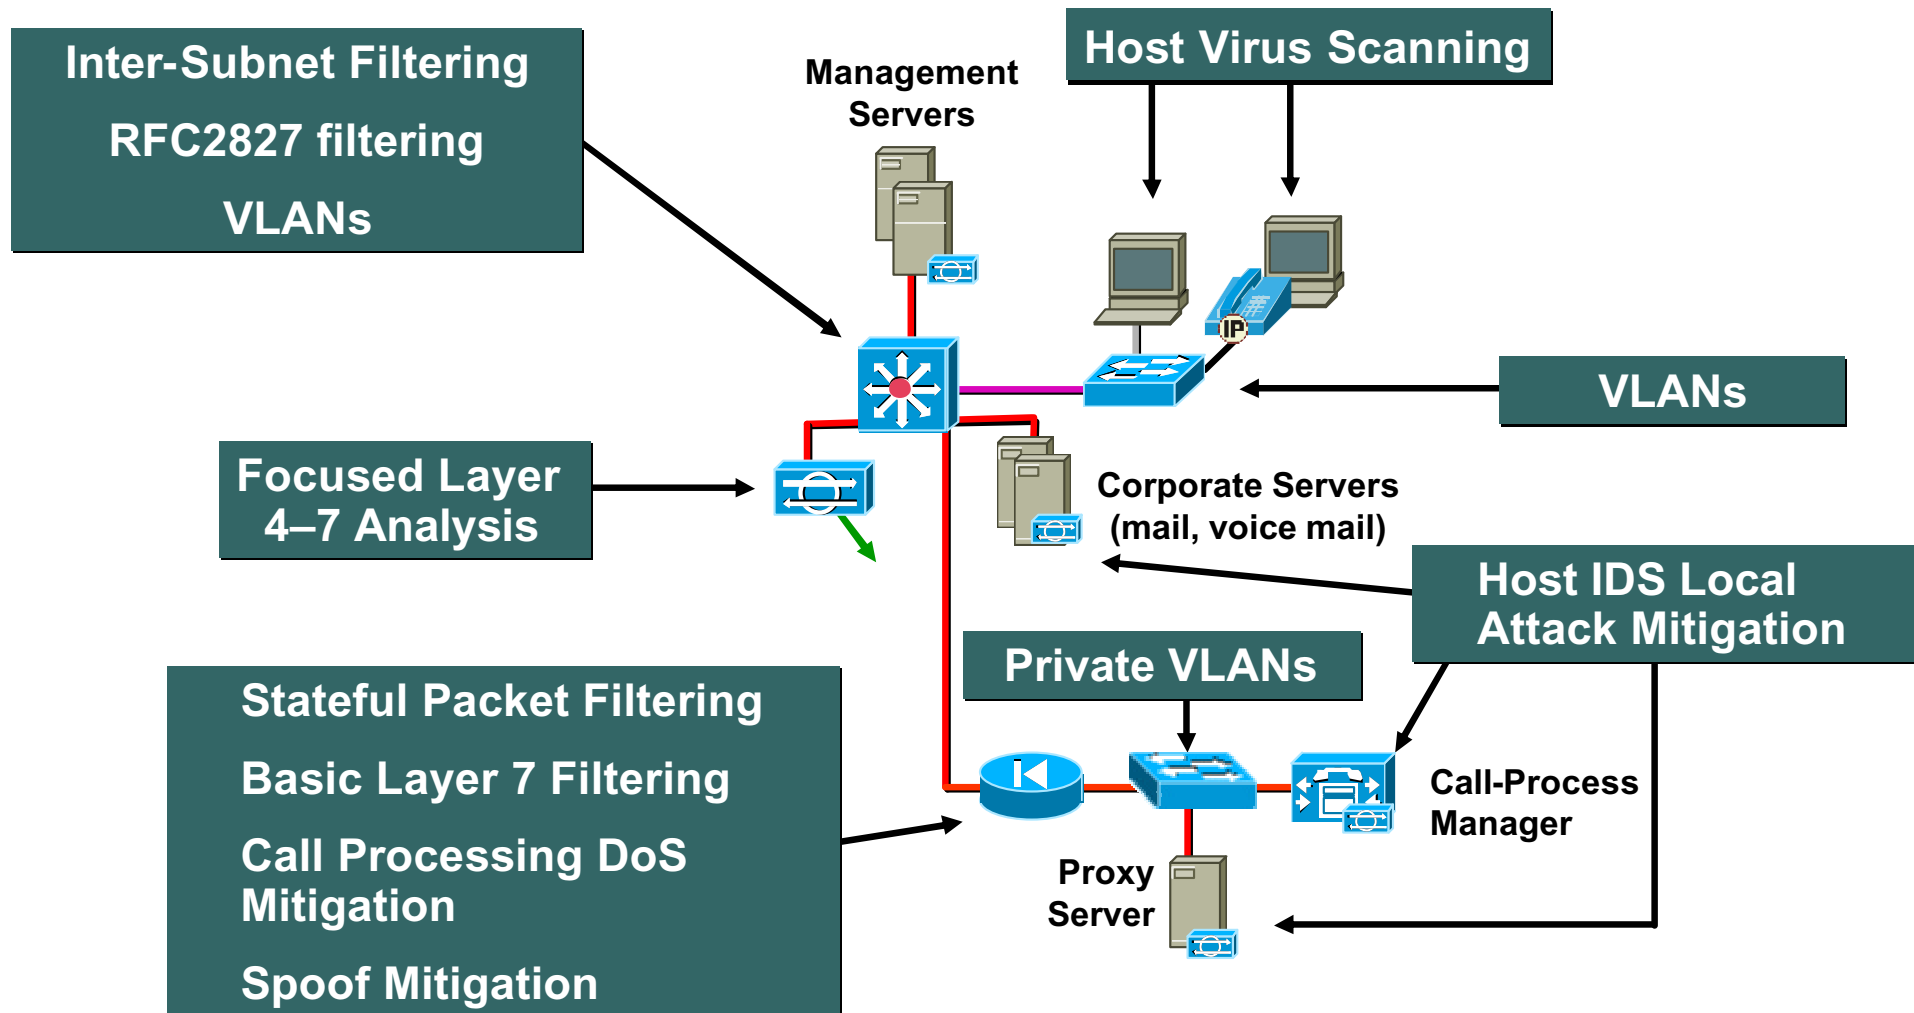 Inter-Subnet Filtering
RFC2827 filtering
VLANs
Management
Servers
Host Virus Scanning
IP
VLANs
Focused Layer
4–7 Analysis
Corporate Servers
(mail, voice mail)
Host IDS Local
Attack Mitigation
Private VLANs
Stateful Packet Filtering
Basic Layer 7 Filtering
Call Processing DoS
Mitigation
Spoof Mitigation
Call-Process
Manager
Proxy
Server